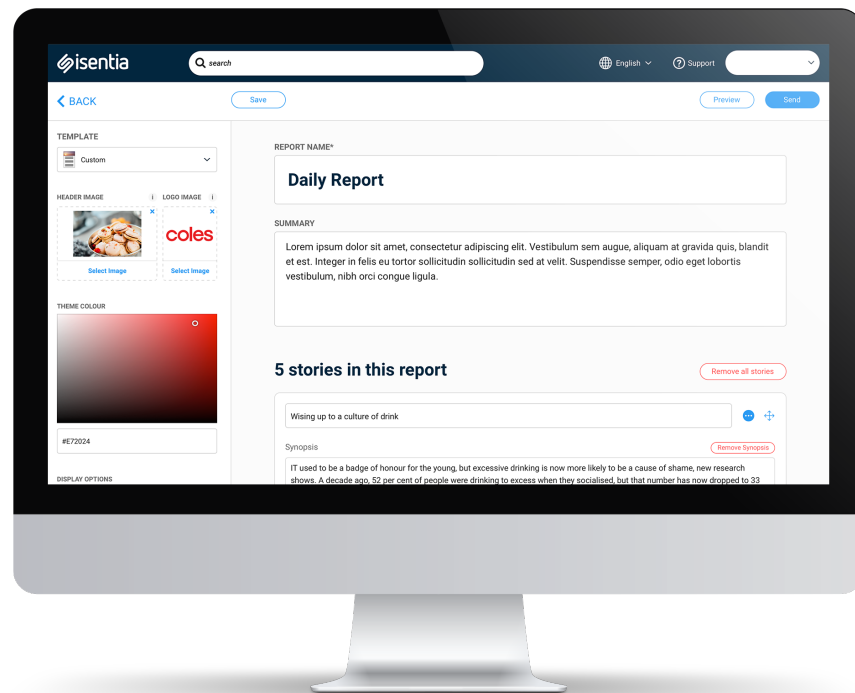 isentia
search
English
Support
BACK
Save
Preview
Send
TEMPLATE
Custom
HEADER IMAGE i
LOGO IMAGE i
coles
Select Image
Select Image
THEME COLOUR
#E72024
DISPLAY OPTIONS
REPORT NAME*
Daily Report
SUMMARY
Lorem ipsum dolor sit amet, consectetur adipiscing elit. Vestibulum sem augue, aliquam at gravida quis, blandit
et est. Integer in felis eu tortor sollicitudin sollicitudin sed at velit. Suspendisse semper, odio eget lobortis
vestibulum, nibh orci congue ligula.
5 stories in this report
Remove all stories
Wising up to a culture of drink
Synopsis
Remove Synopsis
IT used to be a badge of honour for the young, but excessive drinking is now more likely to be a cause of shame, new research
shows. A decade ago, 52 per cent of people were drinking to excess when they socialised, but that number has now dropped to 33